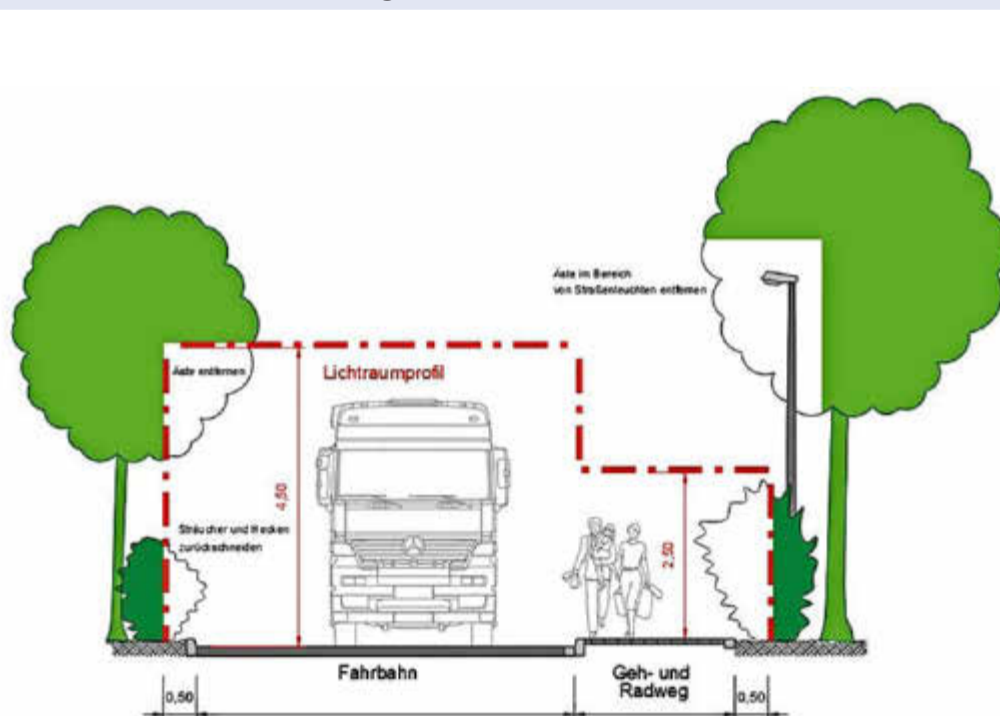 Äste im Bereich
von Straßenleuchten entfernen
Äste entfernen
Lichtraumprofil
4,50
Sträucher und Hecken
zurückschneiden
2,50
Fahrbahn
Geh- und
Radweg
0,50
0,50